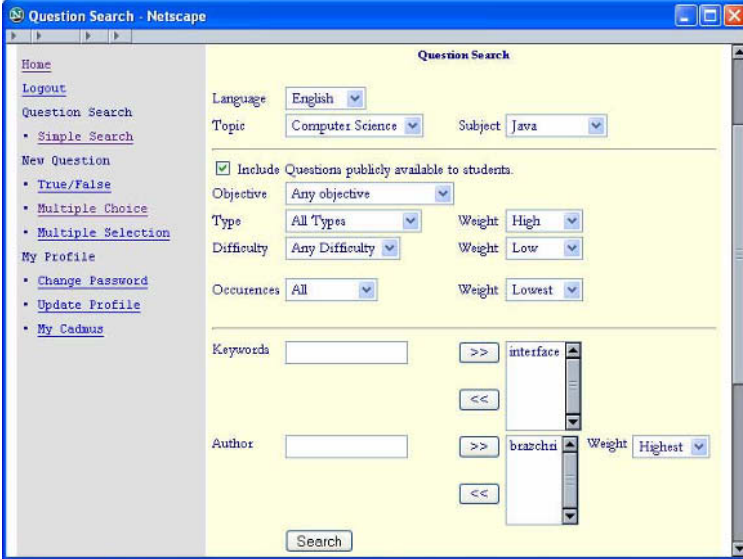 Question Search - Netscape
Home
Logout
Question Search
• Simple Search
New Question
• True/False
• Multiple Choice
• Multiple Selection
My Profile
• Change Password
• Update Profile
• My Cadmus
Question Search
Language English
Topic Computer Science Subject Java
Include Questions publicly available to students.
Objective Any objective
Type All Types Weight High
Difficulty Any Difficulty Weight Low
Occurences All Weight Lowest
Keywords >> interface
<<
Author >> Weight Highest
<<
Search